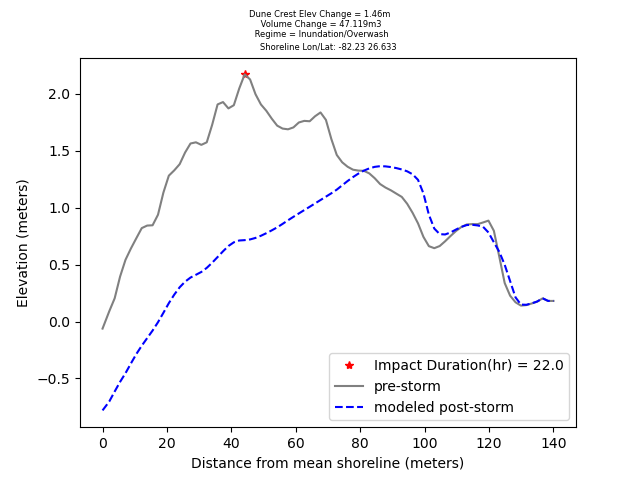 Dune Crest Elev Change = 1.46m
Volume Change = 47.119m3
Regime = Inundation/Overwash
Shoreline Lon/Lat: -82.23 26.633
Elevation (meters)
2.0
1.5
1.0
0.5
0.0
−0.5
Impact Duration(hr) = 22.0
pre-storm
modeled post-storm
0 20 40 60 80 100 120 140
Distance from mean shoreline (meters)